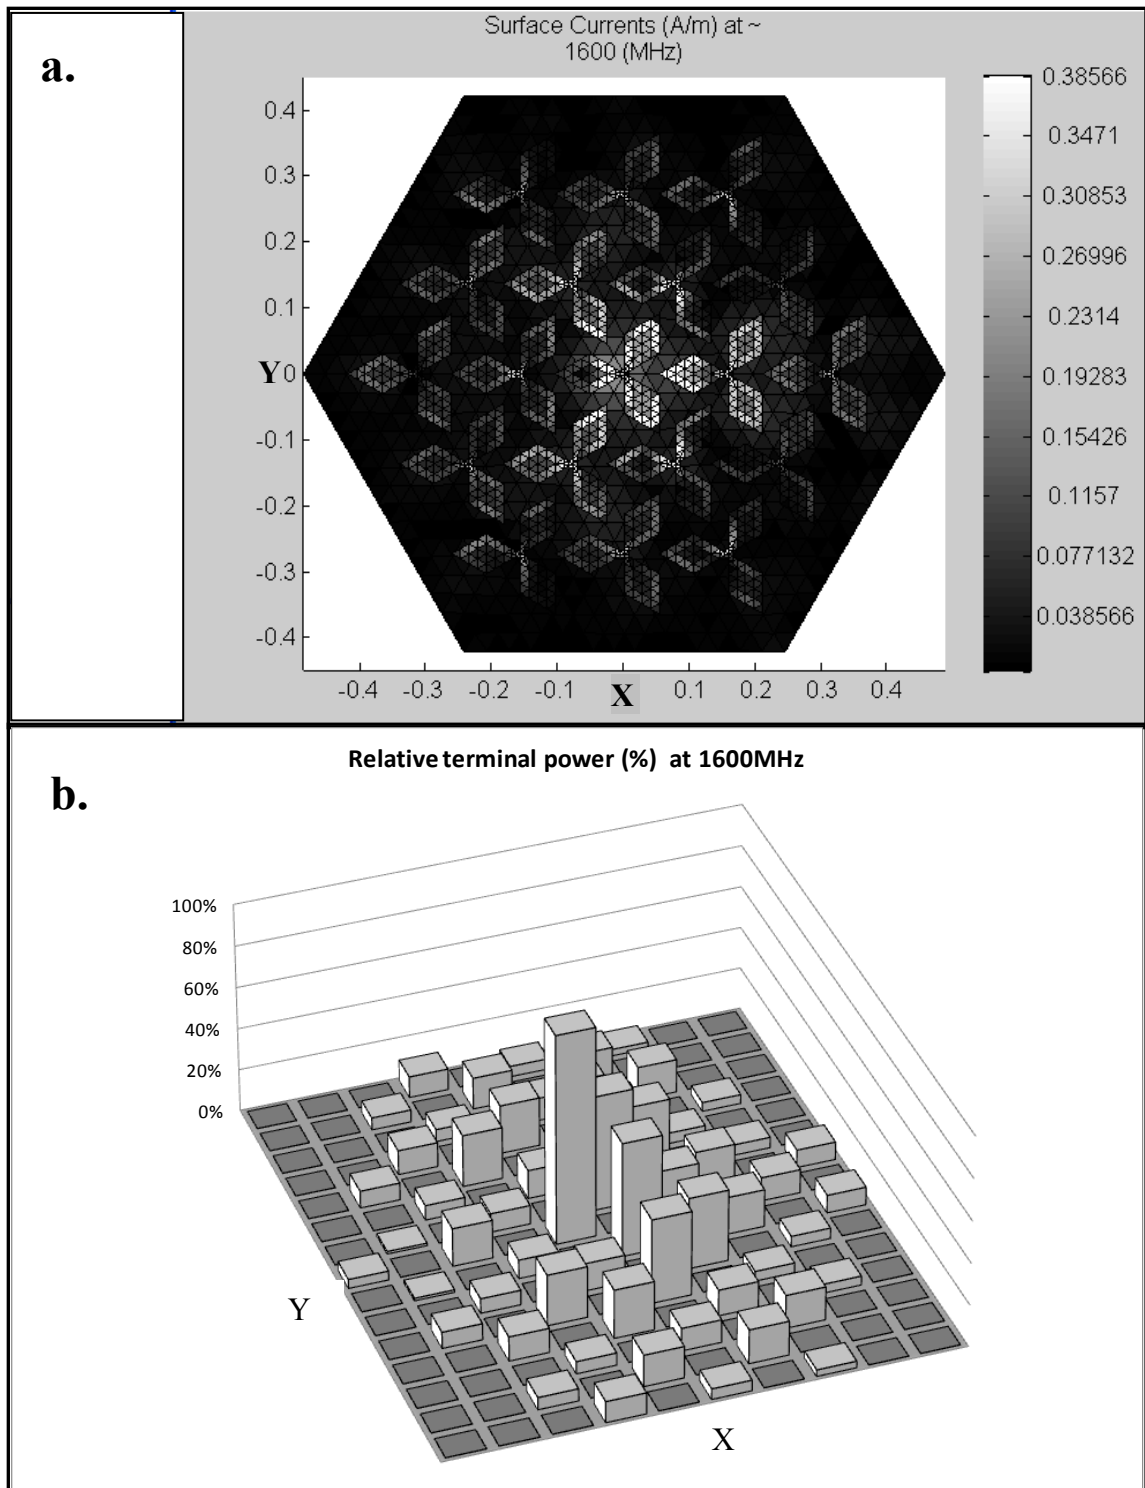 a.
Surface Currents (A/m) at ~
1600 (MHz)
0.4
0.3
0.2
0.1
Y 0
-0.1
-0.2
-0.3
-0.4
-0.4 -0.3 -0.2 -0.1 X 0.1 0.2 0.3 0.4
0.38566
0.3471
0.30853
0.26996
0.2314
0.19283
0.15426
0.1157
0.077132
0.038566
Relative terminal power (%) at 1600MHz
b.
100%
80%
60%
40%
20%
0%
Y
X